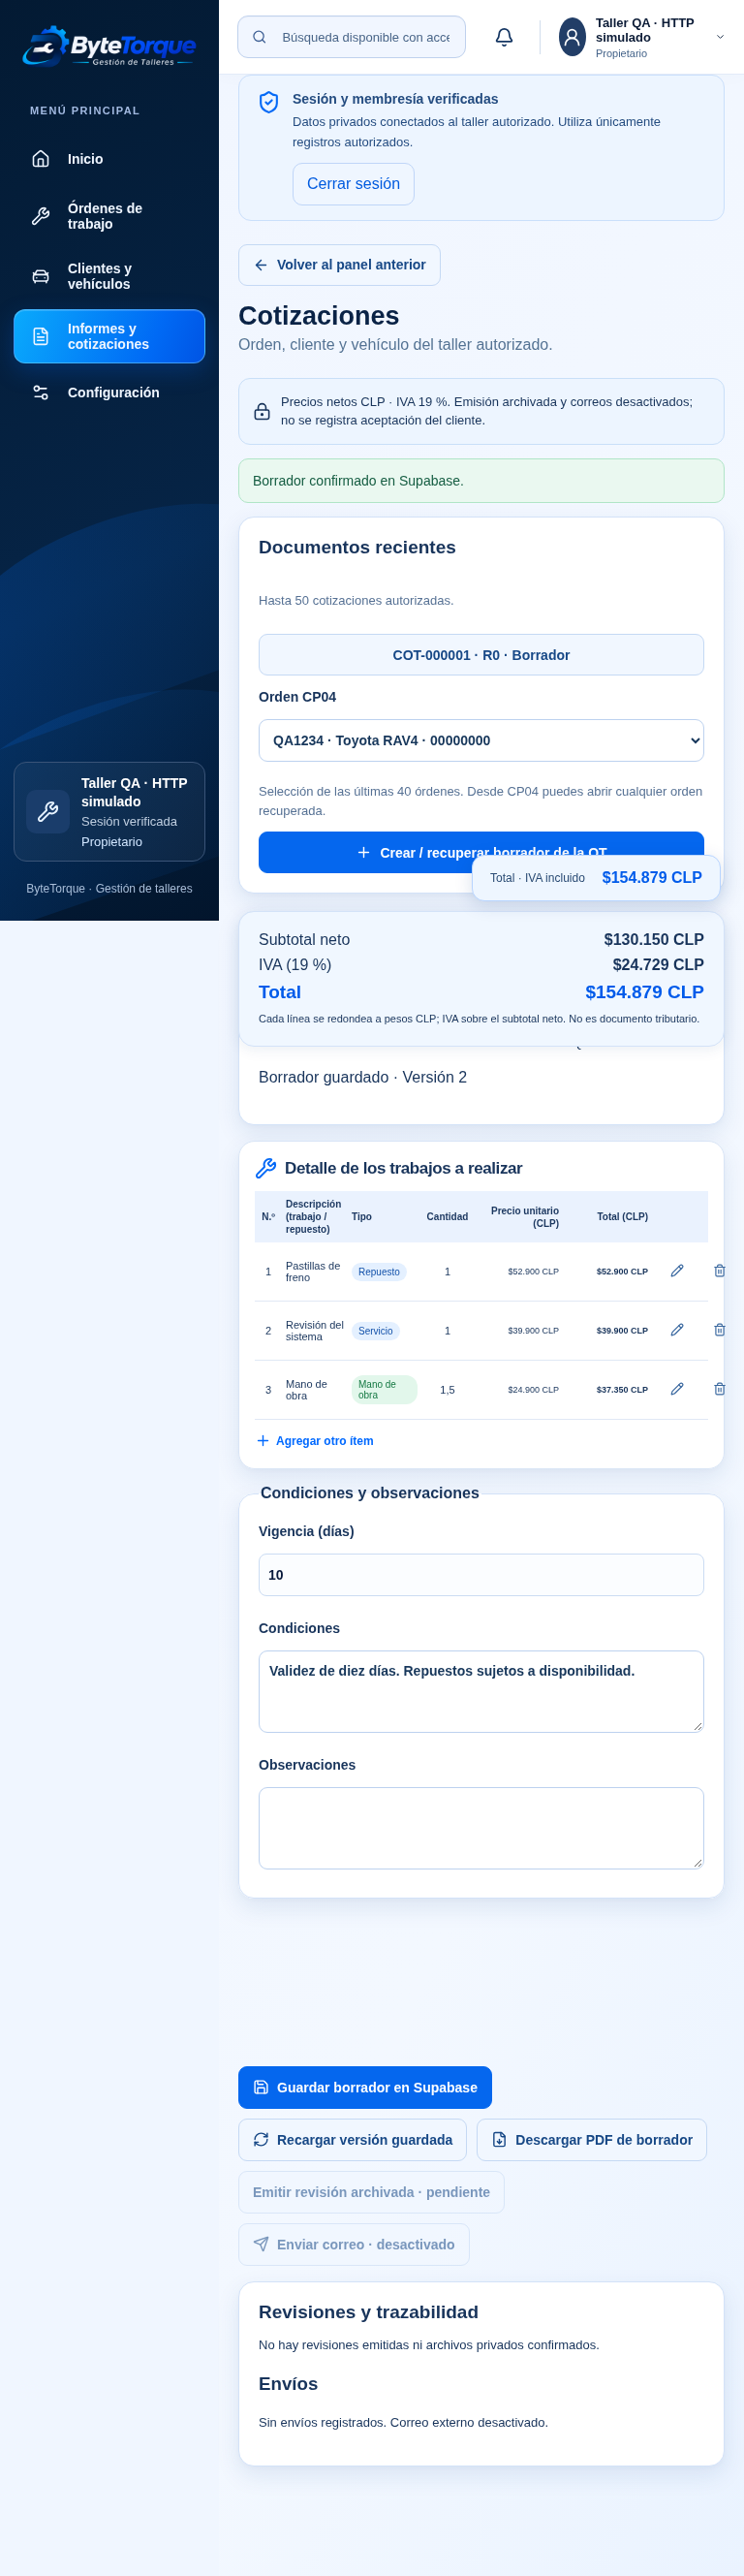 ByteTorque
Gestión de Talleres
MENÚ PRINCIPAL
Inicio
Órdenes de
trabajo
Clientes y
vehículos
Informes y
cotizaciones
Configuración
Taller QA · HTTP
simulado
Sesión verificada
Propietario
ByteTorque · Gestión de talleres
Búsqueda disponible con acce
Taller QA · HTTP
simulado
Propietario
Sesión y membresía verificadas
Datos privados conectados al taller autorizado. Utiliza únicamente
registros autorizados.
Cerrar sesión
Volver al panel anterior
Cotizaciones
Orden, cliente y vehículo del taller autorizado.
Precios netos CLP · IVA 19 %. Emisión archivada y correos desactivados;
no se registra aceptación del cliente.
Borrador confirmado en Supabase.
Documentos recientes
Hasta 50 cotizaciones autorizadas.
COT-000001 · R0 · Borrador
Orden CP04
QA1234 · Toyota RAV4 · 00000000
Selección de las últimas 40 órdenes. Desde CP04 puedes abrir cualquier orden
recuperada.
Crear / recuperar borrador de la OT
Total · IVA incluido $154.879 CLP
Subtotal neto $130.150 CLP
IVA (19 %) $24.729 CLP
Total $154.879 CLP
Cada línea se redondea a pesos CLP; IVA sobre el subtotal neto. No es documento tributario.
Borrador guardado · Versión 2
Detalle de los trabajos a realizar
N.º Descripción (trabajo / repuesto) Tipo Cantidad Precio unitario (CLP) Total (CLP)
1 Pastillas de freno Repuesto 1 $52.900 CLP $52.900 CLP
2 Revisión del sistema Servicio 1 $39.900 CLP $39.900 CLP
3 Mano de obra Mano de obra 1,5 $24.900 CLP $37.350 CLP
Agregar otro ítem
Condiciones y observaciones
Vigencia (días)
10
Condiciones
Validez de diez días. Repuestos sujetos a disponibilidad.
Observaciones
Guardar borrador en Supabase
Recargar versión guardada
Descargar PDF de borrador
Emitir revisión archivada · pendiente
Enviar correo · desactivado
Revisiones y trazabilidad
No hay revisiones emitidas ni archivos privados confirmados.
Envíos
Sin envíos registrados. Correo externo desactivado.